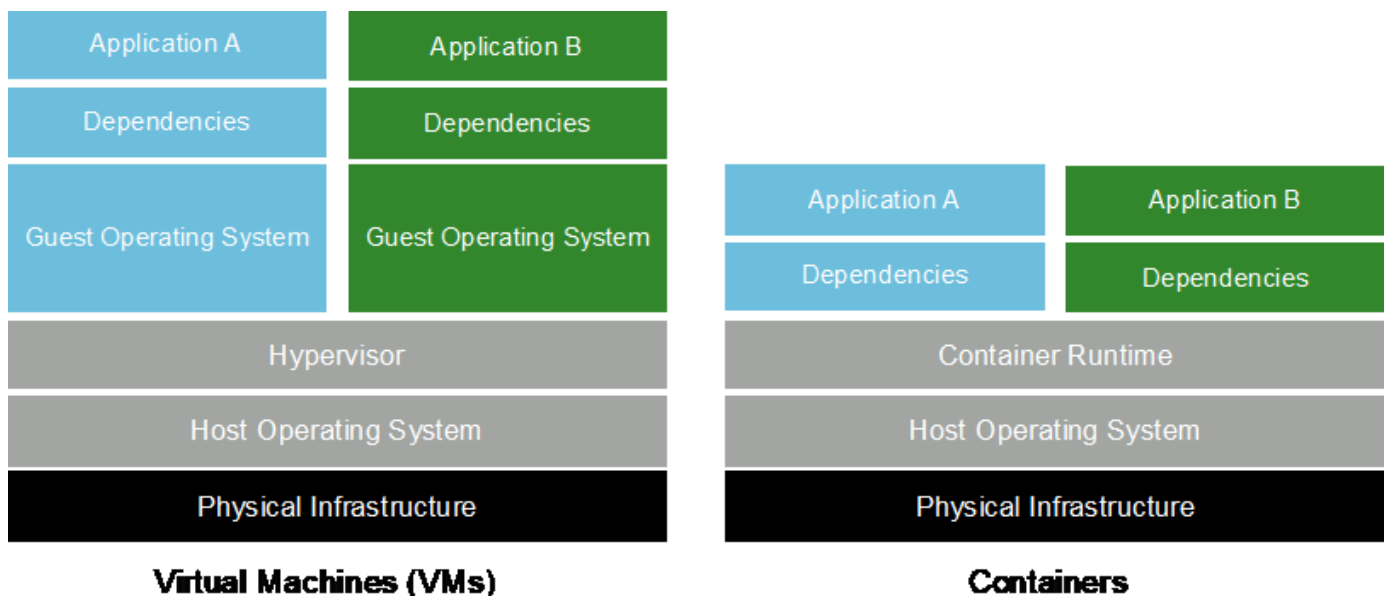 Application A
Application B
Dependencies
Dependencies
Guest Operating System
Guest Operating System
Hypervisor
Host Operating System
Physical Infrastructure
Virtual Machines (VMs)
Application A
Application B
Dependencies
Dependencies
Container Runtime
Host Operating System
Physical Infrastructure
Containers